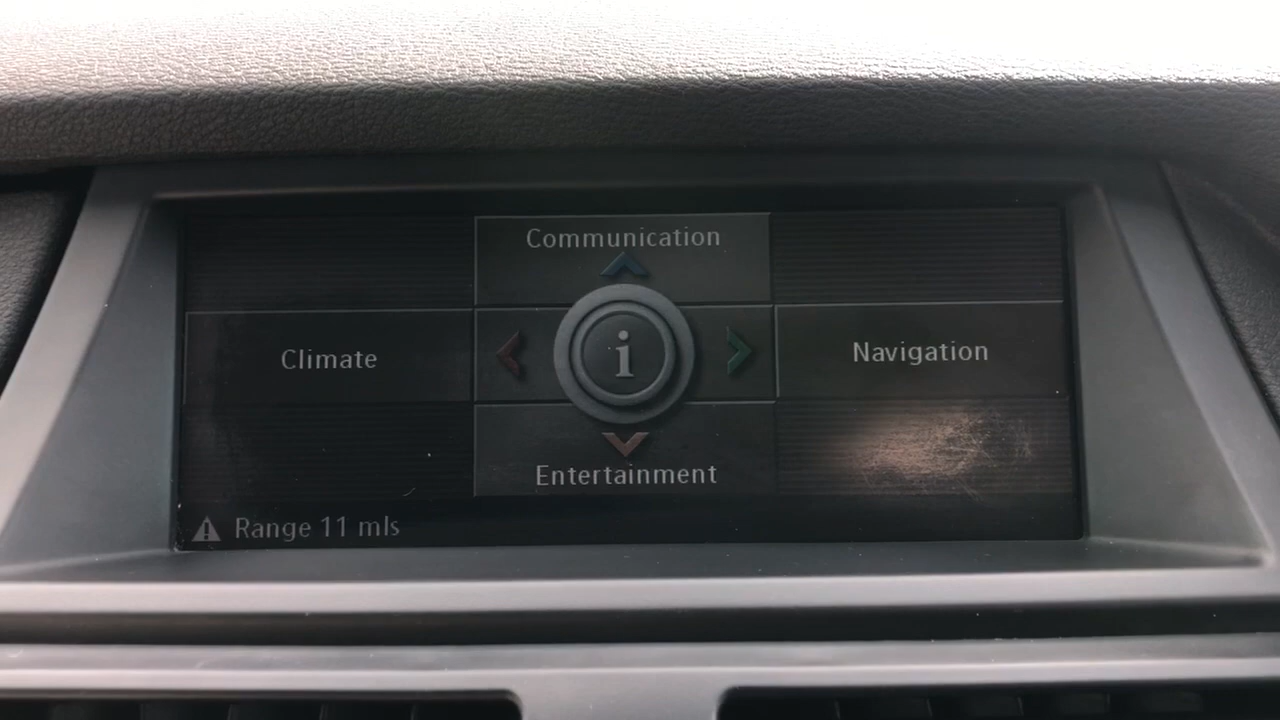 Communication
Climate
i
Navigation
Entertainment
Range 11 mls